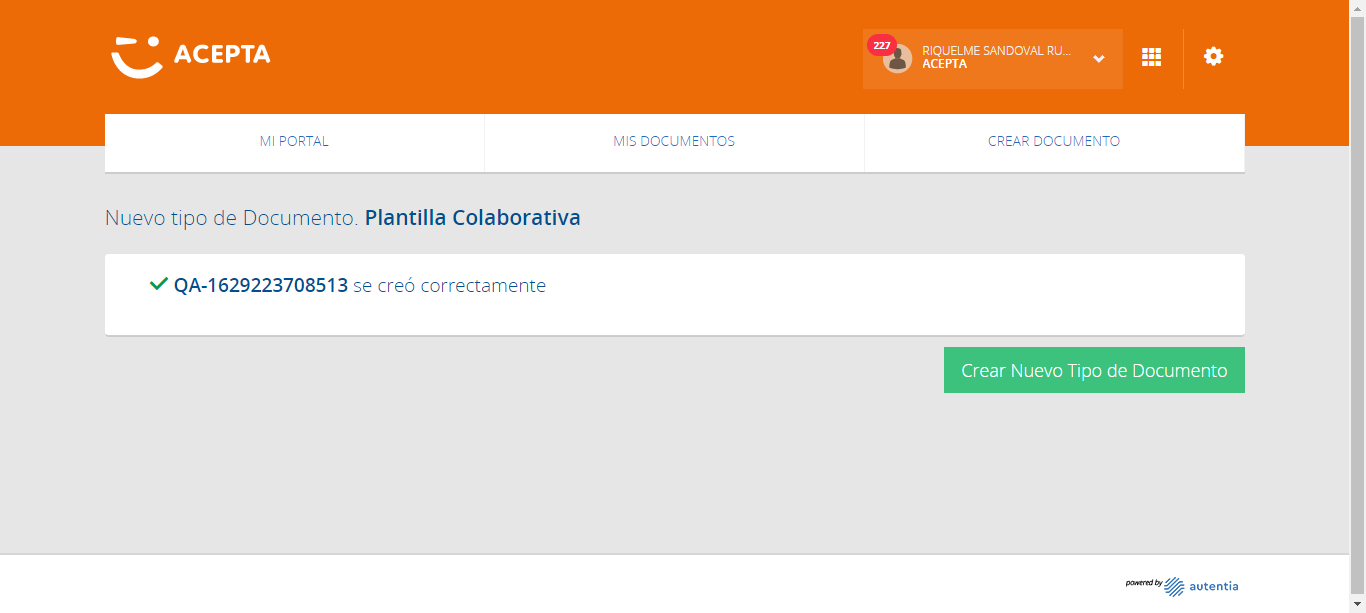 ACEPTA
227
RIQUELME SANDOVAL RU...
ACEPTA
MI PORTAL
MIS DOCUMENTOS
CREAR DOCUMENTO
Nuevo tipo de Documento. Plantilla Colaborativa
QA-1629223708513 se creó correctamente
Crear Nuevo Tipo de Documento
powered by autentia